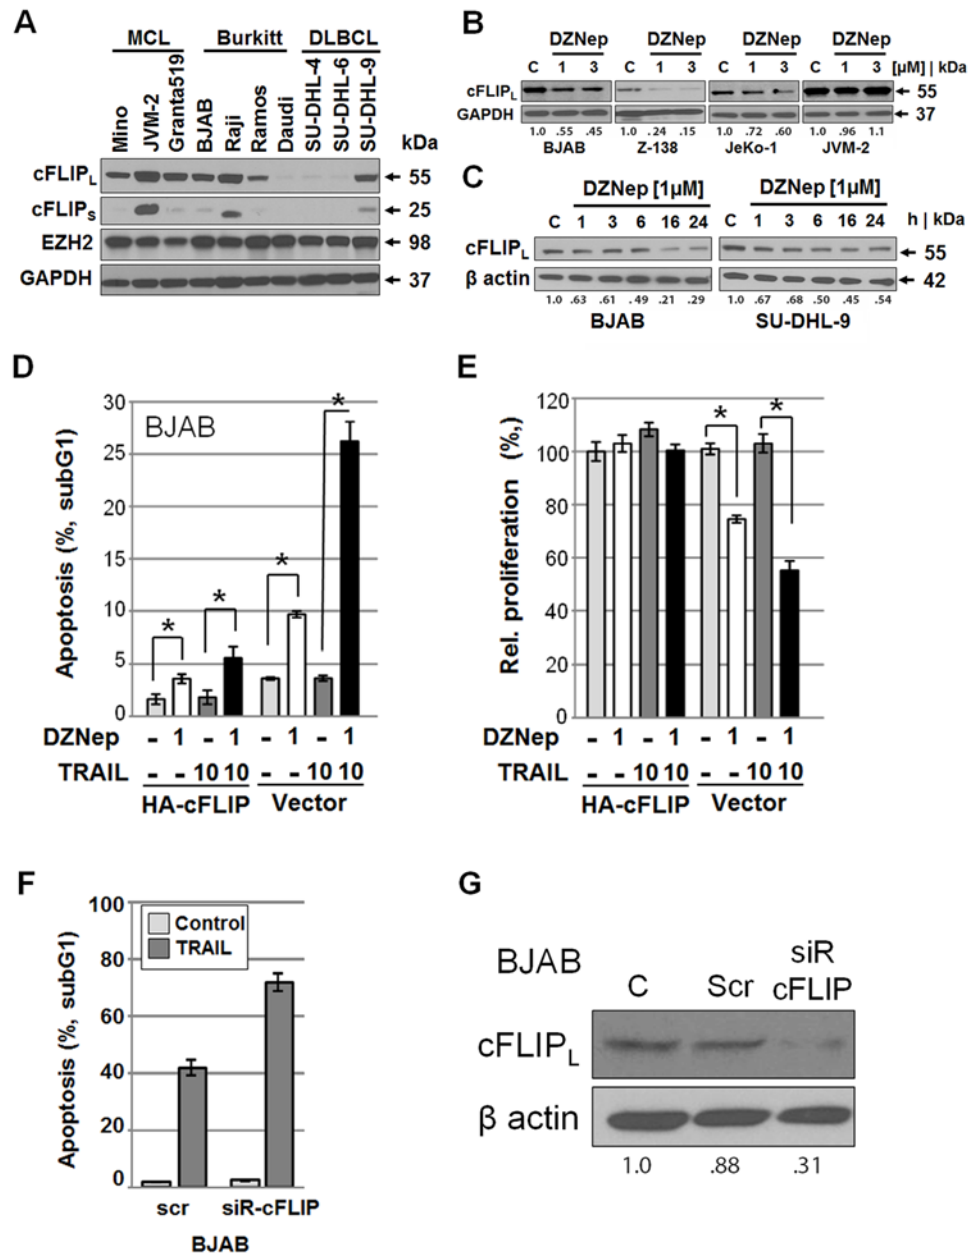 A
MCL Burkitt DLBCL
Mino JVM-2 Granta519 BJAB Raji Ramos Daudi SU-DHL-4 SU-DHL-6 SU-DHL-9 kDa
cFLIPL 55
cFLIPS 25
EZH2 98
GAPDH 37
B
DZNep DZNep DZNep DZNep
C 1 3 C 1 3 C 1 3 C 1 3 [µM] | kDa
cFLIPL 55
GAPDH 37
1.0 .55 .45 1.0 .24 .15 1.0 .72 .60 1.0 .96 1.1
BJAB Z-138 JeKo-1 JVM-2
C
DZNep [1µM] DZNep [1µM]
C 1 3 6 16 24 C 1 3 6 16 24 h | kDa
cFLIPL 55
β actin 42
1.0 .63 .61 .49 .21 .29 1.0 .67 .68 .50 .45 .54
BJAB SU-DHL-9
D
Apoptosis (%, subG1)
30
25
20
15
10
5
0
BJAB
* * * *
DZNep - 1 - 1 - 1 - 1
TRAIL - - 10 10 - - 10 10
HA-cFLIP Vector
E
Rel. proliferation (%,)
120
100
80
60
40
20
0
* *
DZNep - 1 - 1 - 1 - 1
TRAIL - - 10 10 - - 10 10
HA-cFLIP Vector
F
Apoptosis (%, subG1)
100
80
60
40
20
0
Control
TRAIL
scr siR-cFLIP
BJAB
G
BJAB
C Scr siR cFLIP
cFLIPL
β actin
1.0 .88 .31